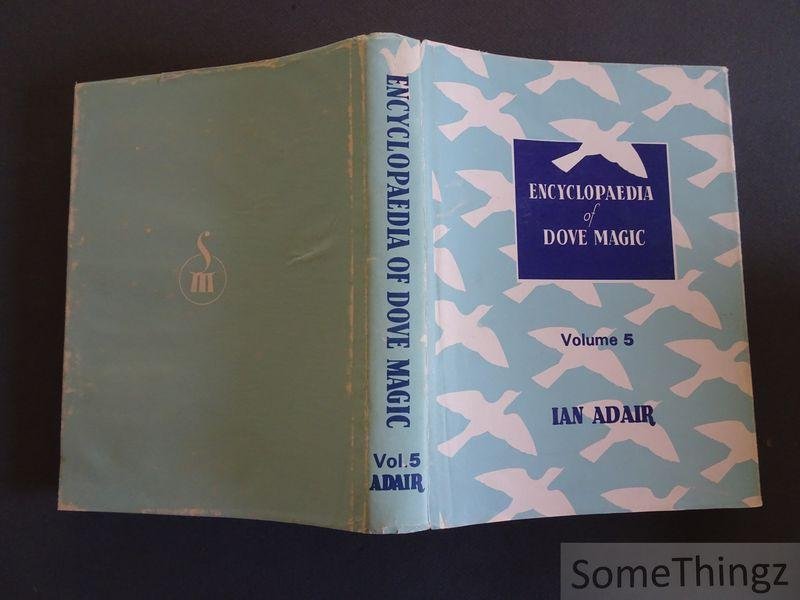 ENCYCLOPAEDIA OF DOVE MAGIC
Vol.5
ADAIR
ENCYCLOPAEDIA
of
DOVE MAGIC
Volume 5
IAN ADAIR
SomeThingz